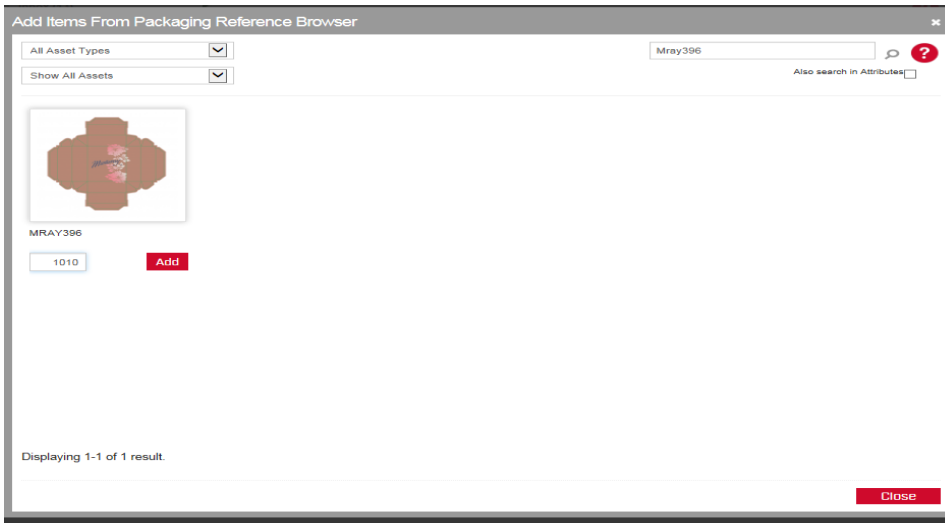 Add Items From Packaging Reference Browser
All Asset Types
Mray396
?
Show All Assets
Also search in Attributes
MRAY396
1010
Add
Displaying 1-1 of 1 result.
Close